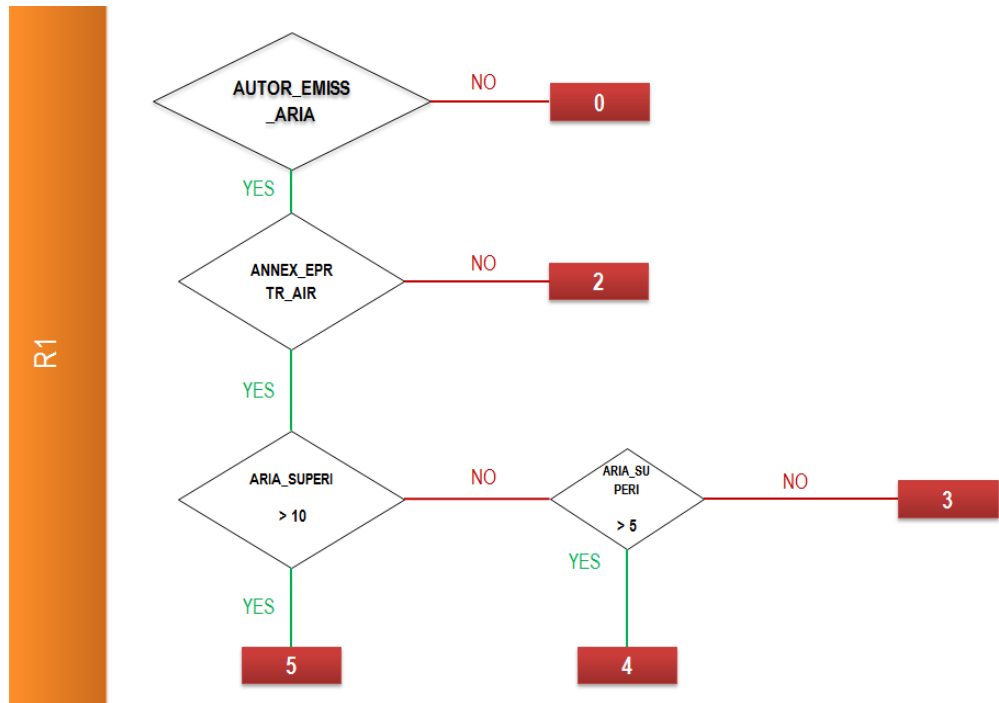 R1
AUTOR_EMISS
_ARIA
NO
0
YES
ANNEX_EPR
TR_AIR
NO
2
YES
ARIA_SUPERI
> 10
NO
ARIA_SU
PERI
> 5
NO
3
YES
YES
5
4